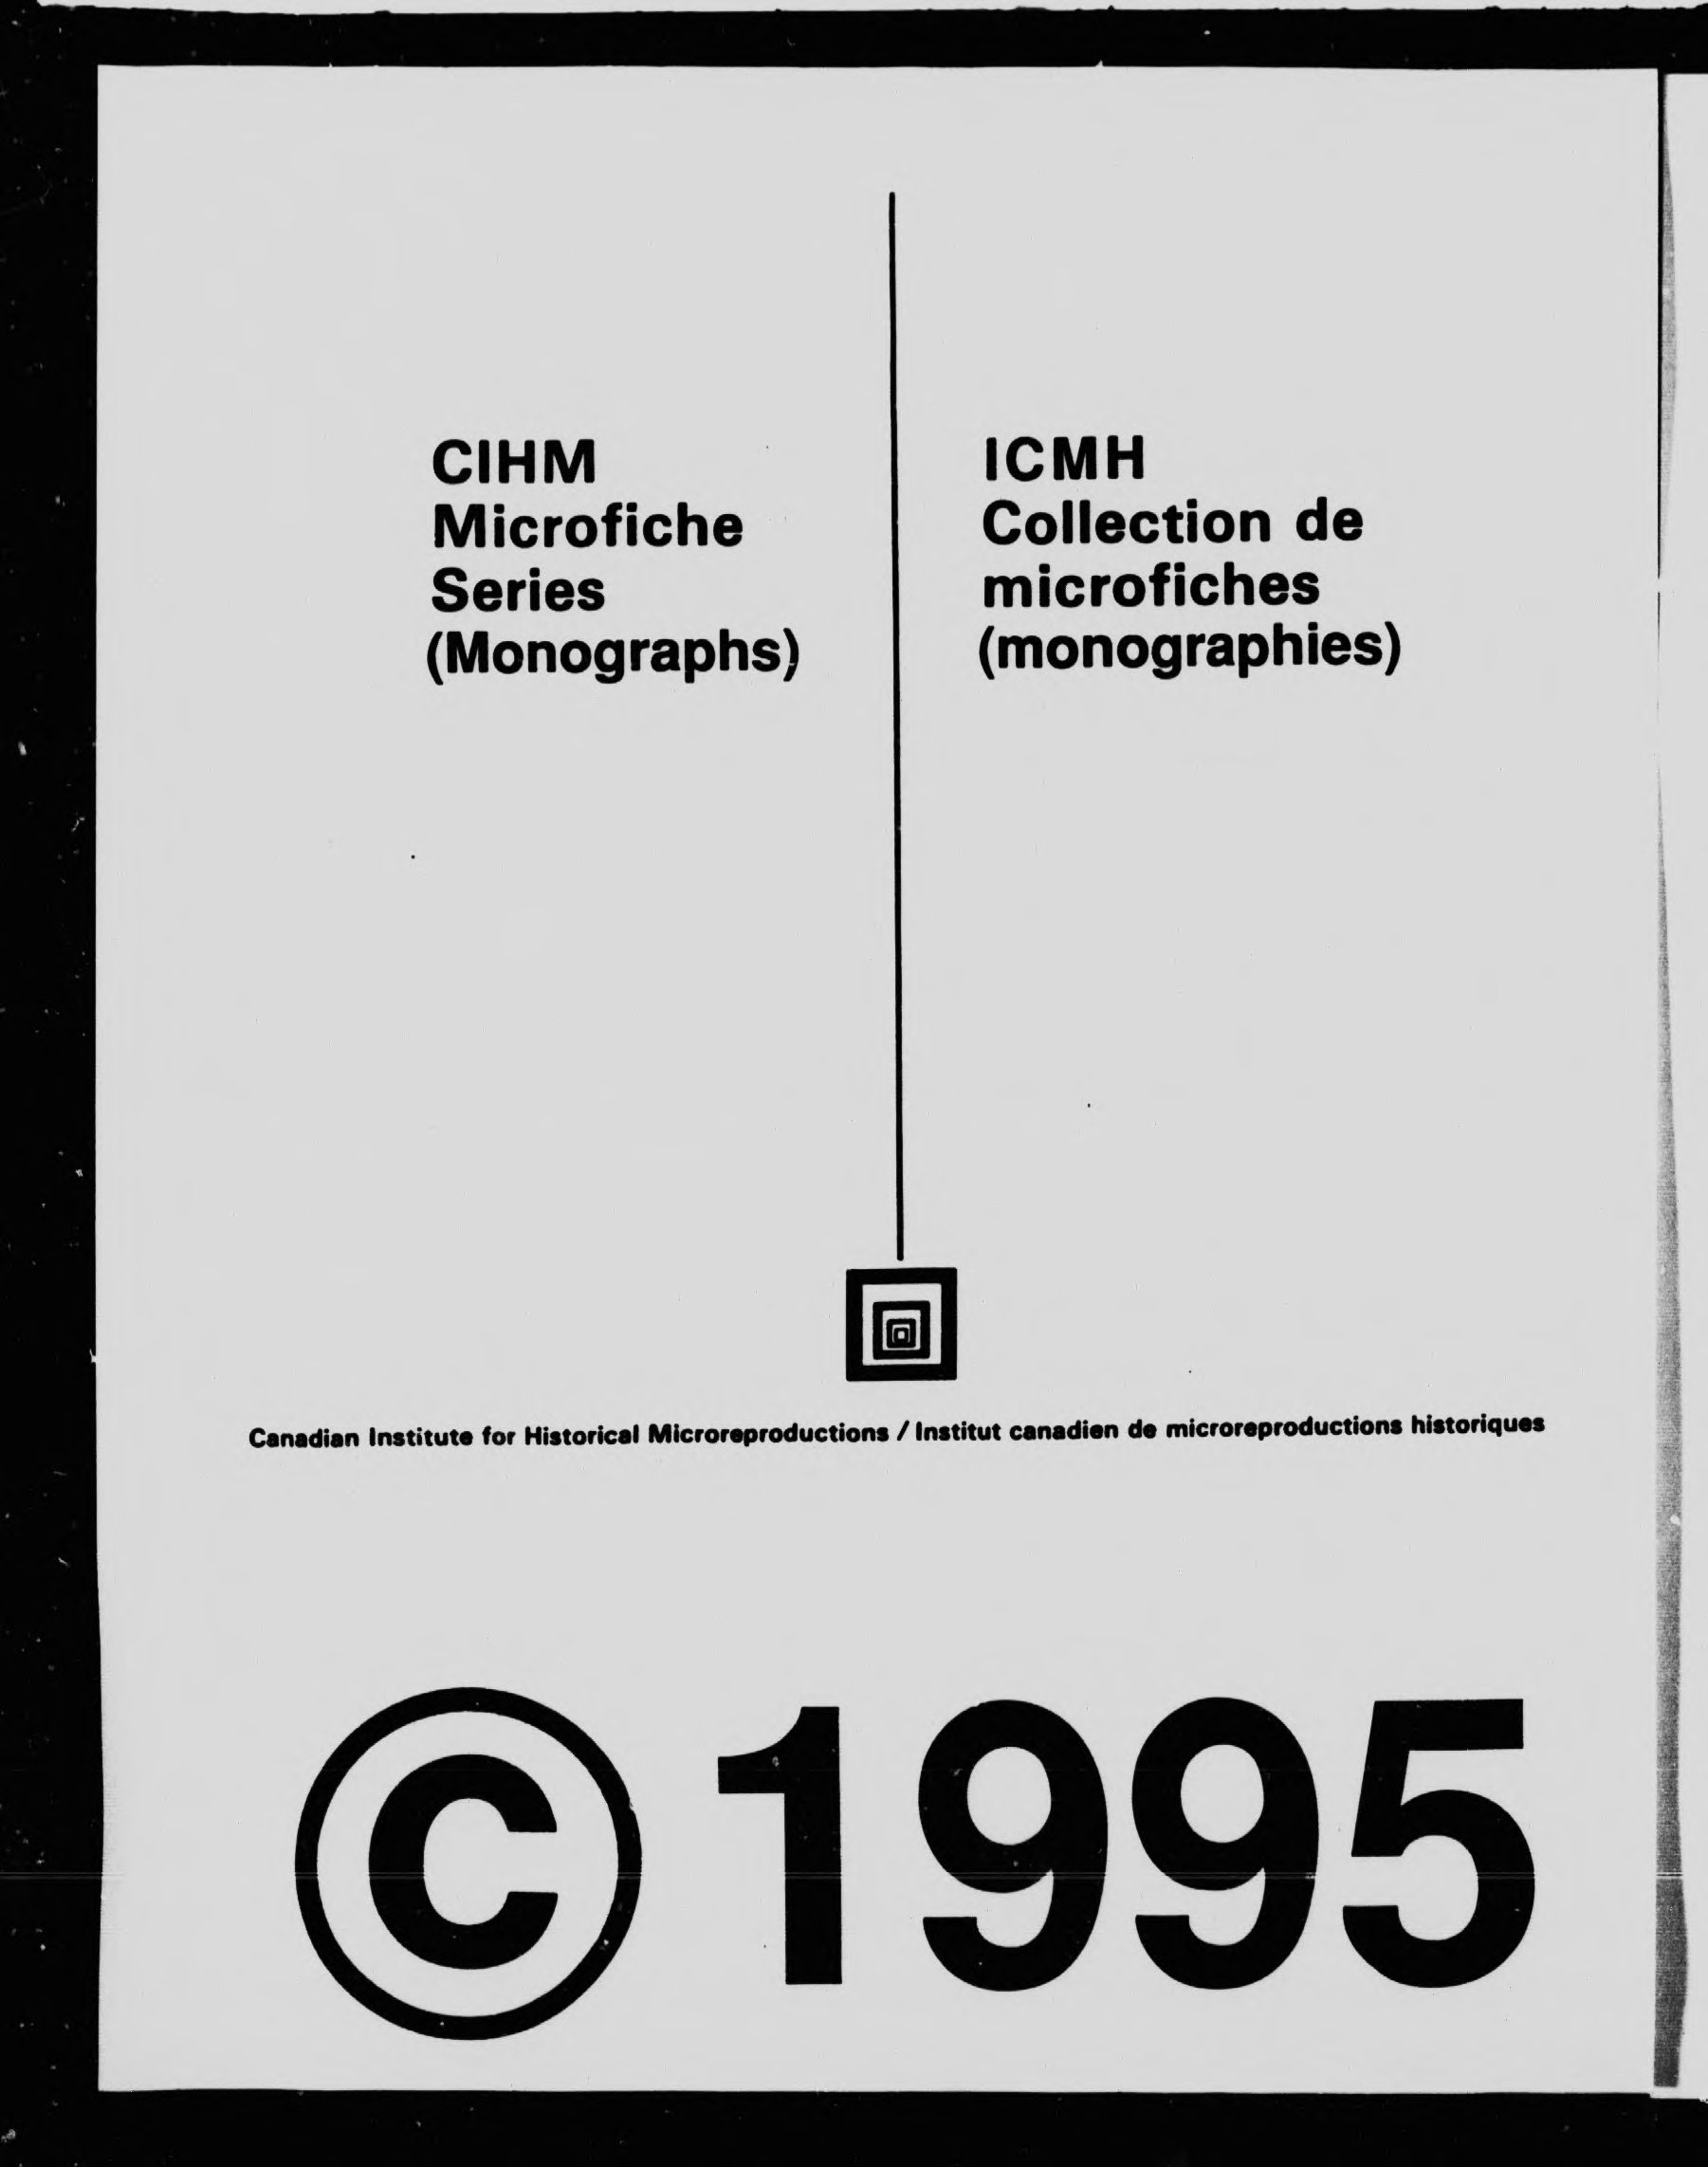 CIHM
Microfiche
Series
(Monographs)
ICMH
Collection de
microfiches
(monographies)
Canadian Institute for Historical Microreproductions / Institut canadien de microreproductions historiques
© 1995